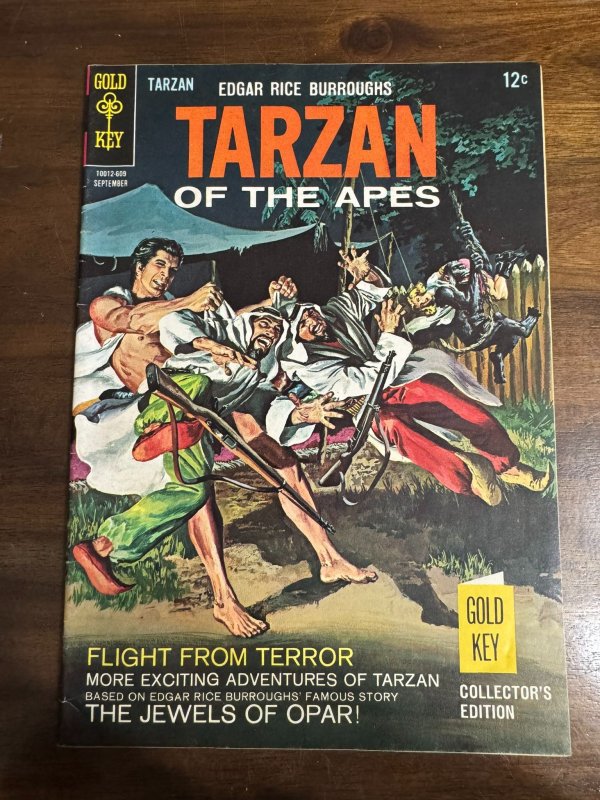 GOLD
KEY
10012-609
SEPTEMBER
TARZAN
EDGAR RICE BURROUGHS
12c
TARZAN
OF THE APES
FLIGHT FROM TERROR
MORE EXCITING ADVENTURES OF TARZAN
BASED ON EDGAR RICE BURROUGHS' FAMOUS STORY
THE JEWELS OF OPAR!
GOLD
KEY
COLLECTOR'S
EDITION